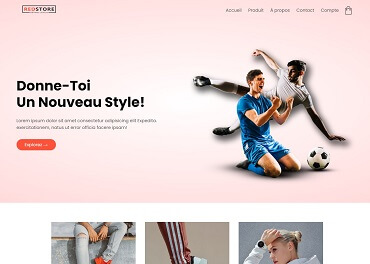 REDSTORE
Accueil Produit À propos Contact Compte
Donne-Toi
Un Nouveau Style!
Lorem ipsum dolor sit amet consectetur adipisicing elit. Expedita,
exercitationem, natus ut error officia facere ipsam!
Explorez →